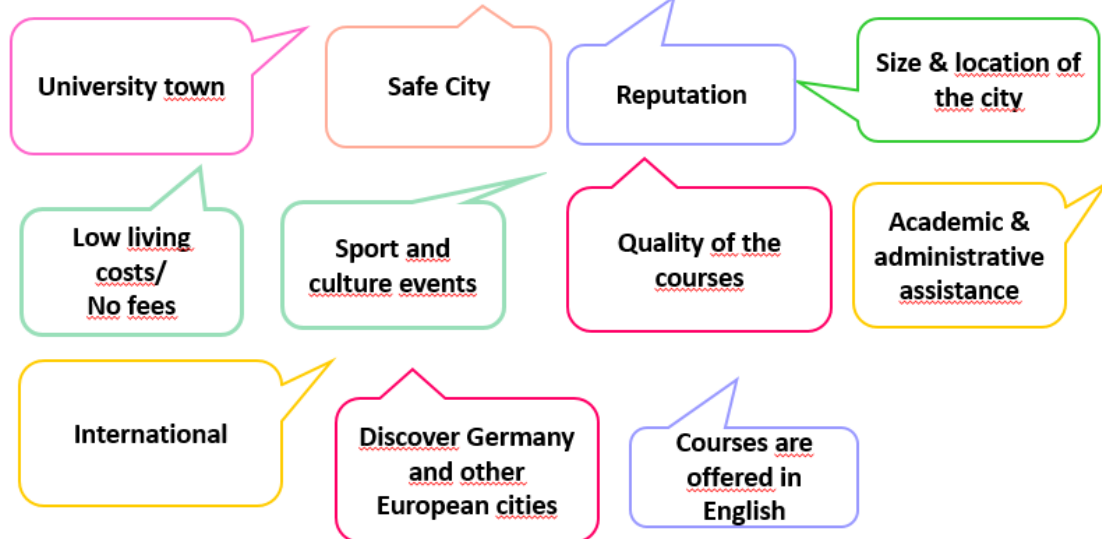 University town
Safe City
Reputation
Size & location of
the city
Low living
costs/
No fees
Sport and
culture events
Quality of the
courses
Academic &
administrative
assistance
International
Discover Germany
and other
European cities
Courses are
offered in
English